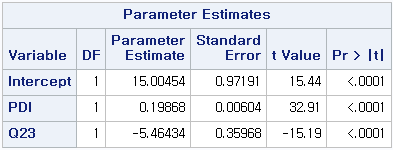 Parameter Estimates
Variable DF Parameter Estimate Standard Error t Value Pr > |t|
Intercept 1 15.00454 0.97191 15.44 <.0001
PDI 1 0.19868 0.00604 32.91 <.0001
Q23 1 -5.46434 0.35968 -15.19 <.0001